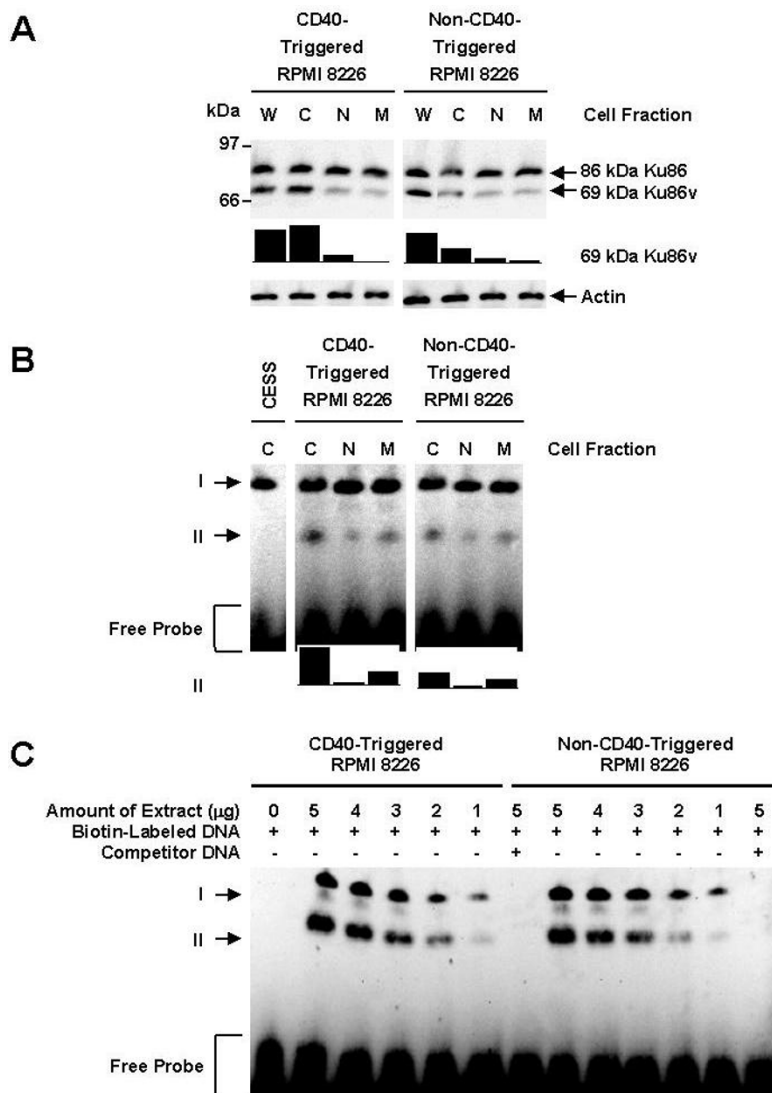 A
CD40-
Triggered
RPMI 8226
Non-CD40-
Triggered
RPMI 8226
kDa W C N M W C N M Cell Fraction
97
86 kDa Ku86
69 kDa Ku86v
66
69 kDa Ku86v
Actin
B
CESS
CD40-
Triggered
RPMI 8226
Non-CD40-
Triggered
RPMI 8226
C C N M C N M Cell Fraction
I
II
Free Probe
II
C
CD40-Triggered
RPMI 8226
Non-CD40-Triggered
RPMI 8226
Amount of Extract (μg) 0 5 4 3 2 1 5 5 4 3 2 1 5
Biotin-Labeled DNA + + + + + + + + + + + + +
Competitor DNA - - - - - - + - - - - - +
I
II
Free Probe